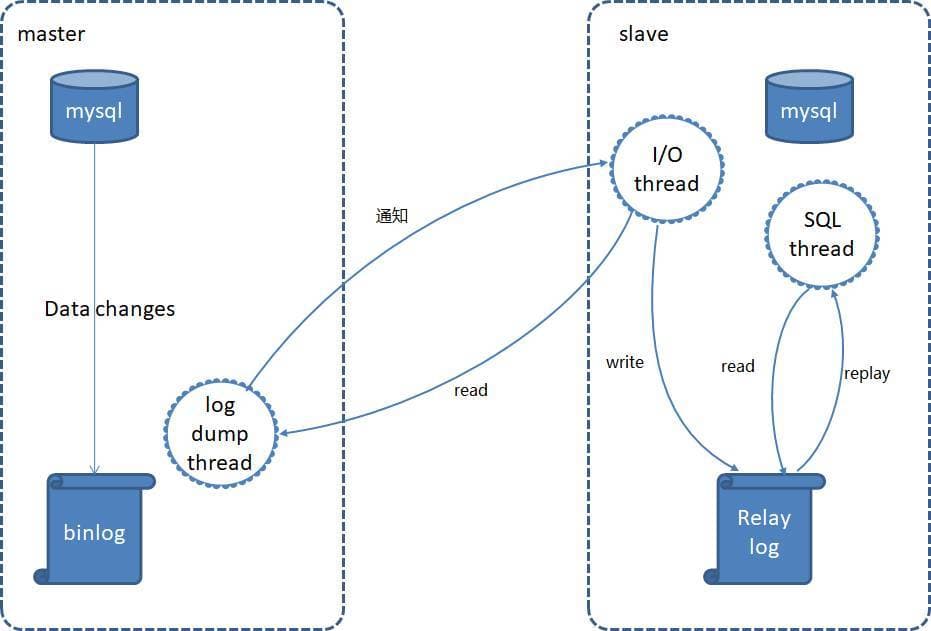 master
mysql
Data changes
log
dump
thread
binlog
通知
read
slave
I/O
thread
mysql
SQL
thread
write
read
replay
Relay
log